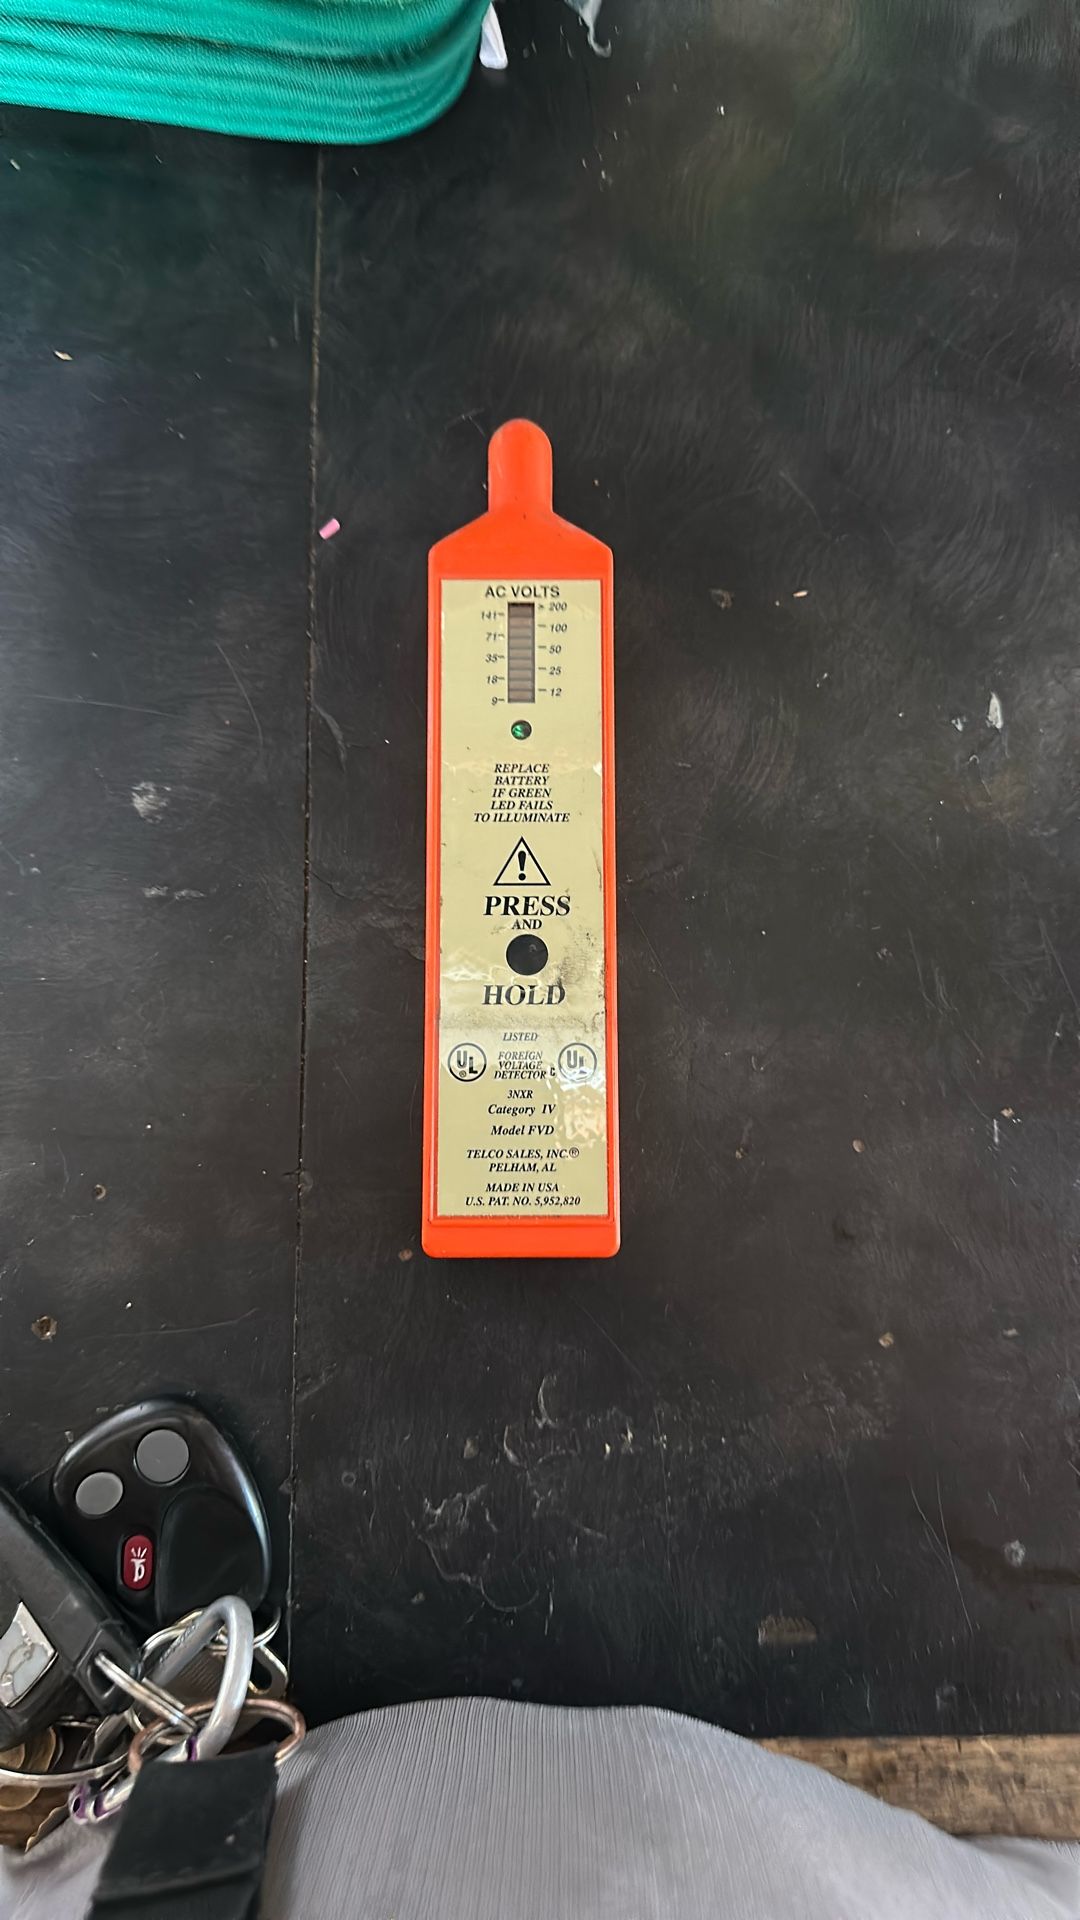 AC VOLTS
141 > 200
71 100
35 50
18 25
9 12
REPLACE
BATTERY
IF GREEN
LED FAILS
TO ILLUMINATE
!
PRESS
AND
HOLD
LISTED
UL ® FOREIGN VOLTAGE DETECTOR C UL
3NXR
Category IV
Model FVD
TELCO SALES, INC.®
PELHAM, AL
MADE IN USA
U.S. PAT. NO. 5,952,820